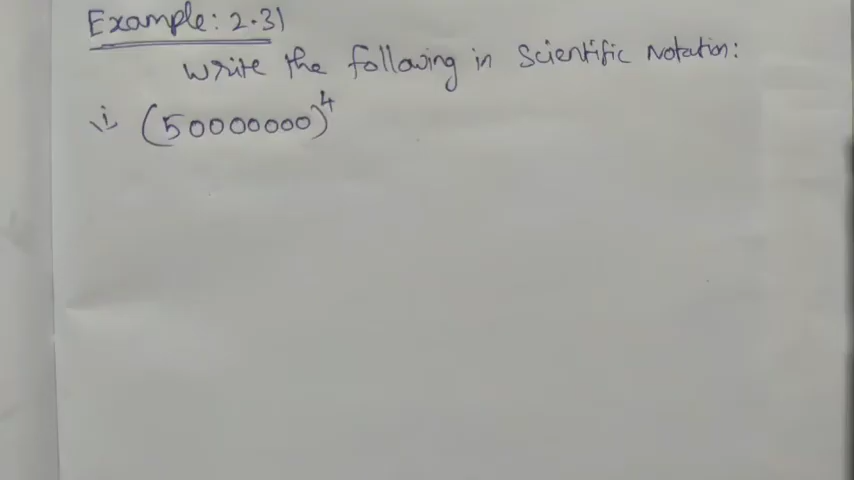 Example: 2.31
Write the following in Scientific Notation:
(i) (50000000)⁴